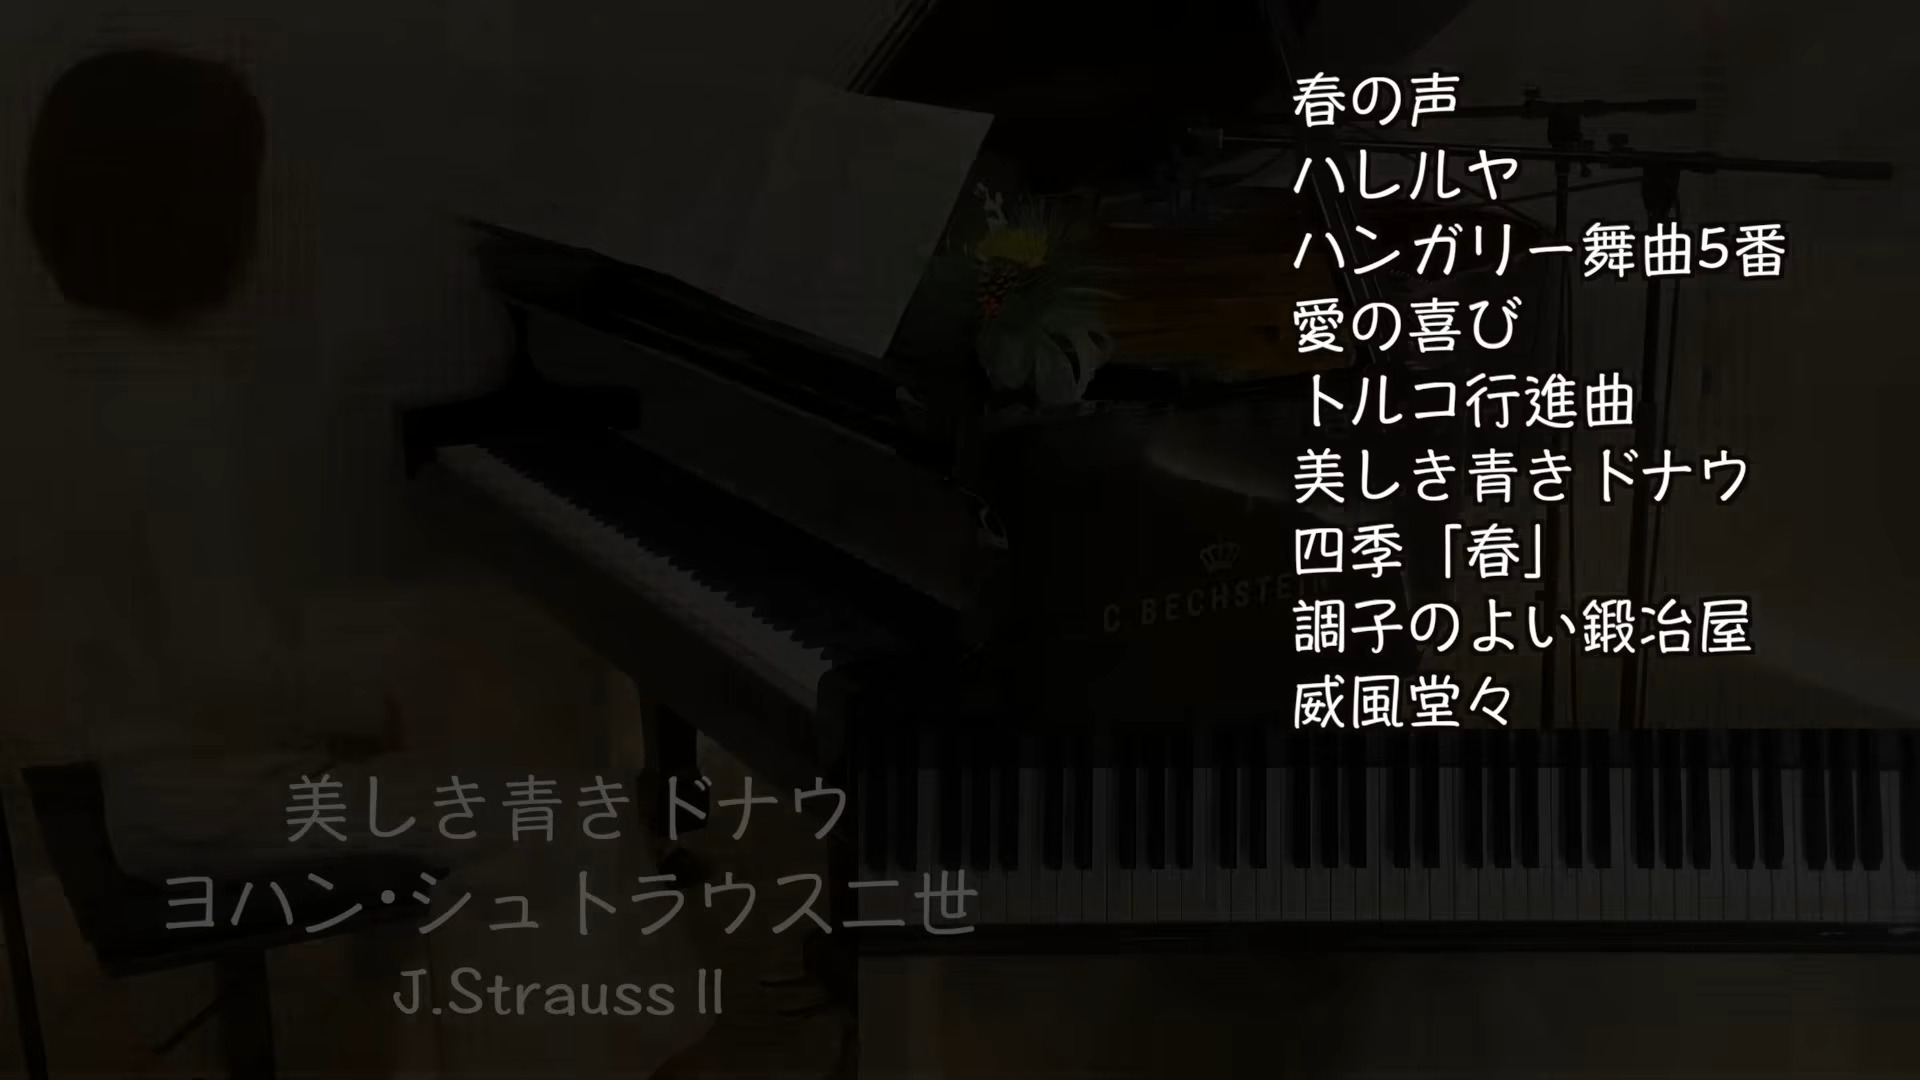 春の声
ハレルヤ
ハンガリー舞曲5番
愛の喜び
トルコ行進曲
美しき青きドナウ
四季「春」
調子のよい鍛冶屋
威風堂々
C. BECHSTEIN
美しき青きドナウ
ヨハン・シュトラウス二世
J.Strauss II